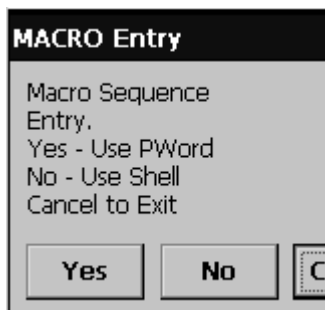 MACRO Entry
Macro Sequence
Entry.
Yes - Use PWord
No - Use Shell
Cancel to Exit
Yes No